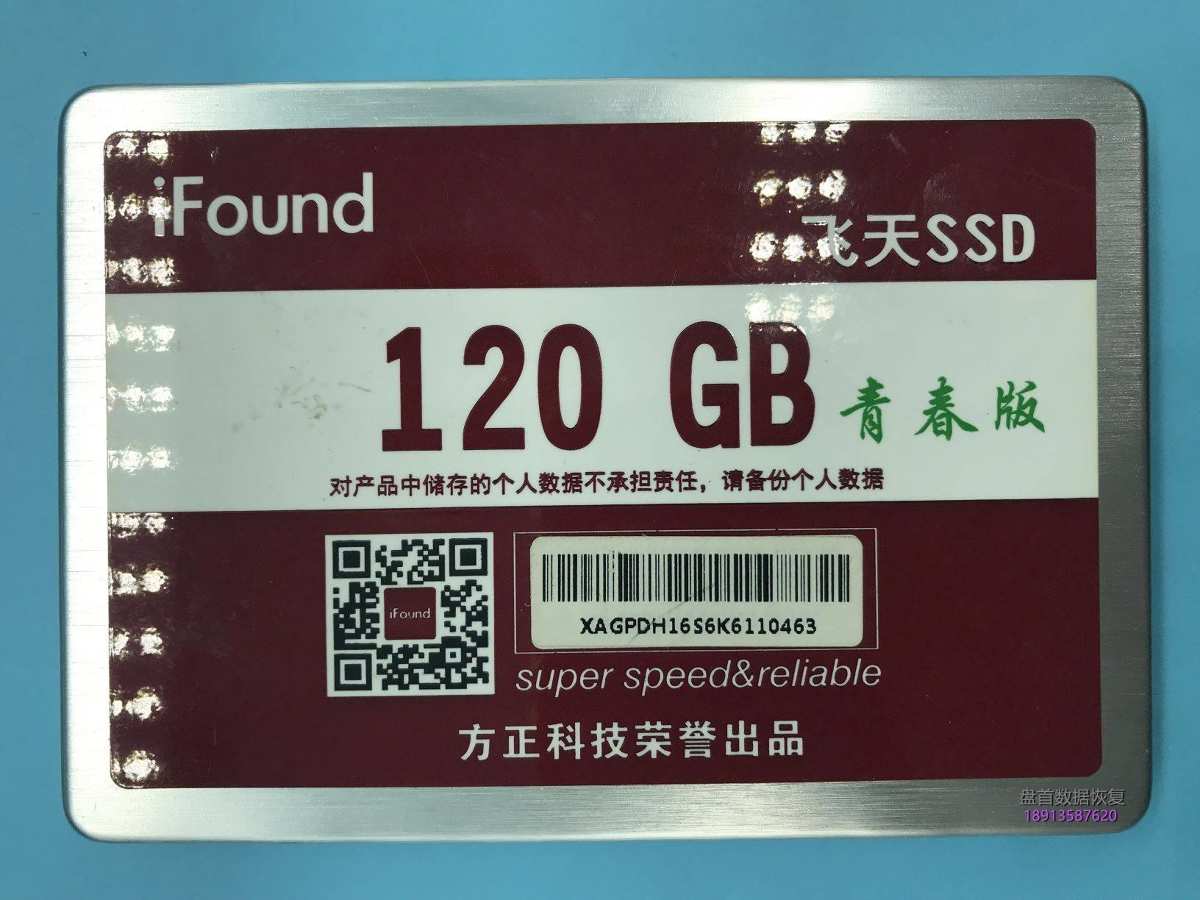 iFound
飞天SSD
120 GB
青春版
对产品中储存的个人数据不承担责任，请备份个人数据
iFound
XAGPDH16S6K6110463
super speed&reliable
方正科技荣誉出品
盘首数据恢复
18913587620